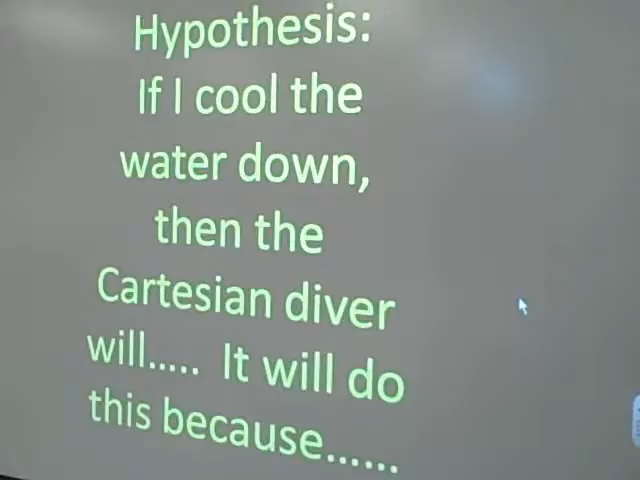 Hypothesis:
If I cool the
water down,
then the
Cartesian diver
will..... It will do
this because......